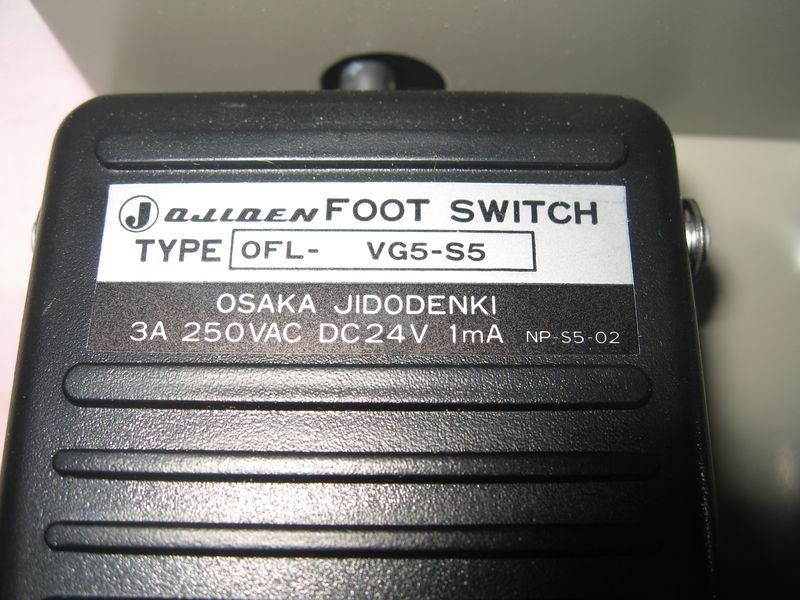 J OJIDEN FOOT SWITCH
TYPE OFL- VG5-S5
OSAKA JIDODENKI
3A 250VAC DC24V 1mA NP-S5-02